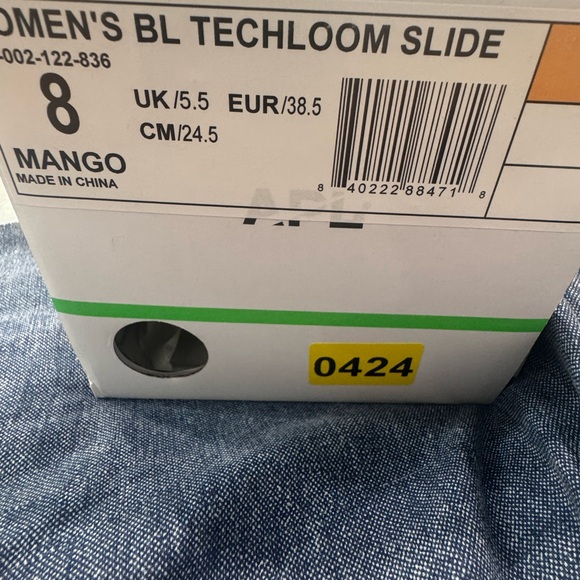 OMEN'S BL TECHLOOM SLIDE
-002-122-836
8
UK/5.5 EUR/38.5
CM/24.5
MANGO
MADE IN CHINA
8 40222 88471 8
APL
0424